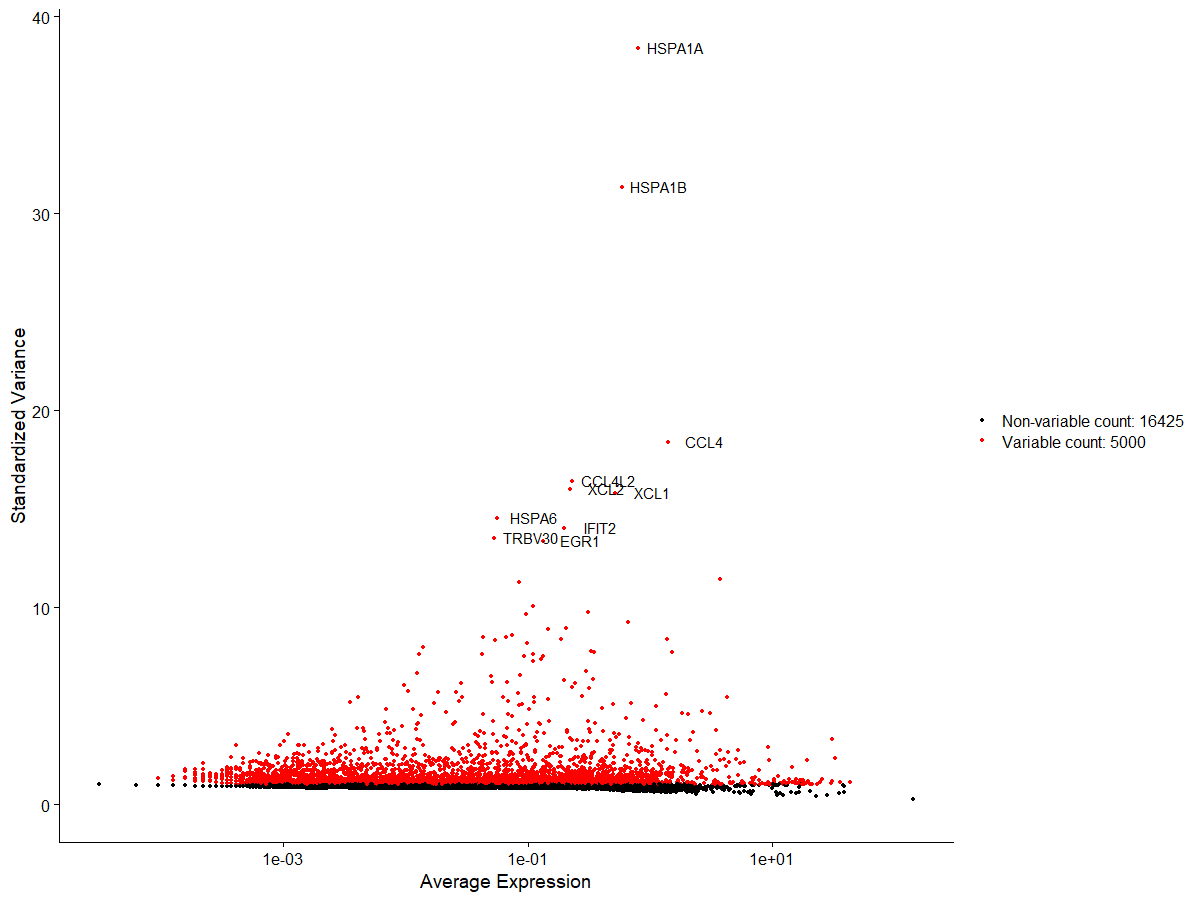 40
HSPA1A
HSPA1B
30
Standardized Variance
20
Non-variable count: 16425
Variable count: 5000
CCL4
CCL4L2
XCL2
XCL1
HSPA6
IFIT2
TRBV30
EGR1
10
0
1e-03
1e-01
1e+01
Average Expression